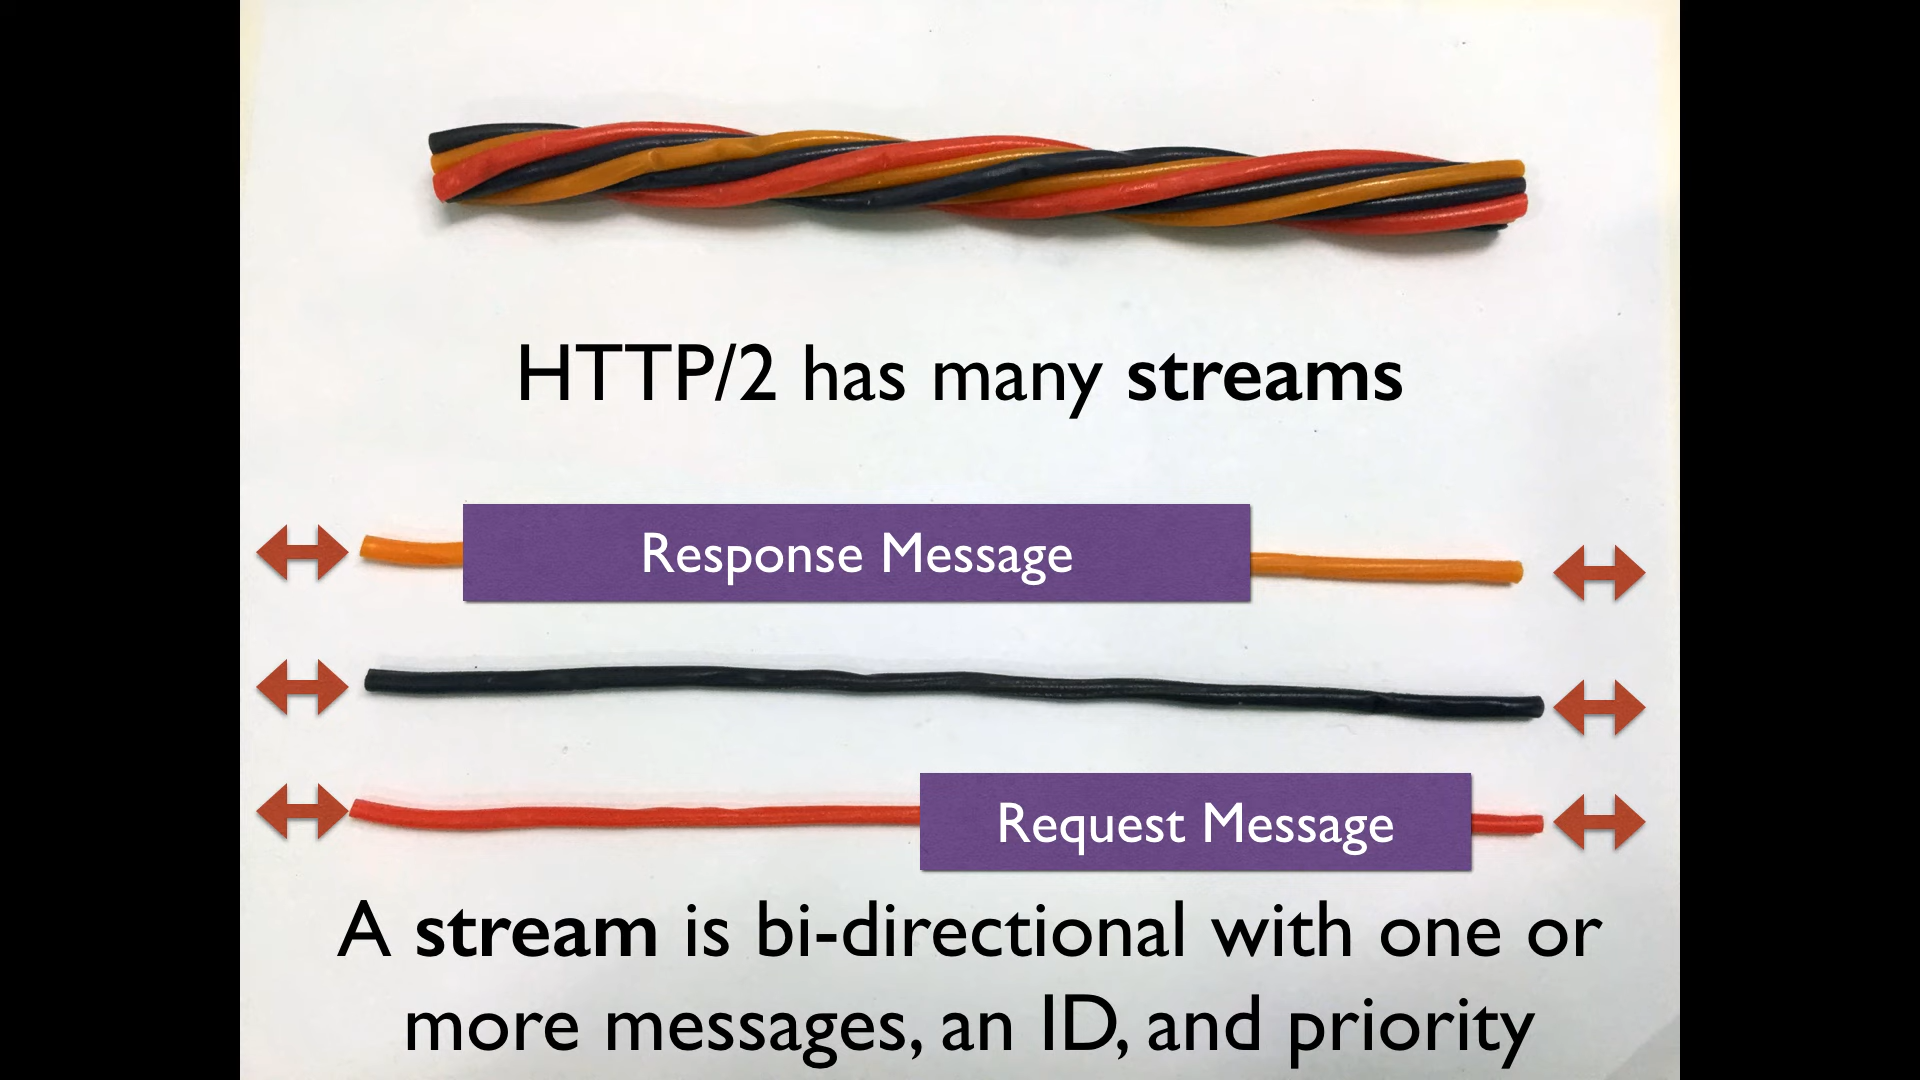 HTTP/2 has many streams
Response Message
Request Message
A stream is bi-directional with one or
more messages, an ID, and priority